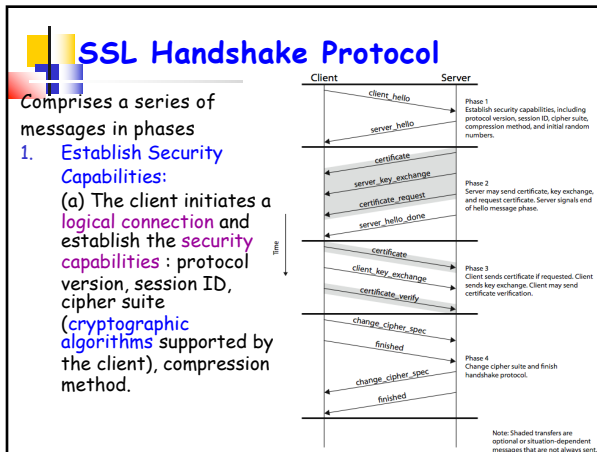 SSL Handshake Protocol
Comprises a series of
messages in phases
1. Establish Security
Capabilities:
(a) The client initiates a
logical connection and
establish the security
capabilities : protocol
version, session ID,
cipher suite
(cryptographic
algorithms supported by
the client), compression
method.
Client Server
client_hello
server_hello
Phase 1
Establish security capabilities, including
protocol version, session ID, cipher suite,
compression method, and initial random
numbers.
certificate
server_key_exchange
certificate_request
server_hello_done
Phase 2
Server may send certificate, key exchange,
and request certificate. Server signals end
of hello message phase.
Time
certificate
client_key_exchange
certificate_verify
Phase 3
Client sends certificate if requested. Client
sends key exchange. Client may send
certificate verification.
change_cipher_spec
finished
change_cipher_spec
finished
Phase 4
Change cipher suite and finish
handshake protocol.
Note: Shaded transfers are
optional or situation-dependent
messages that are not always sent.